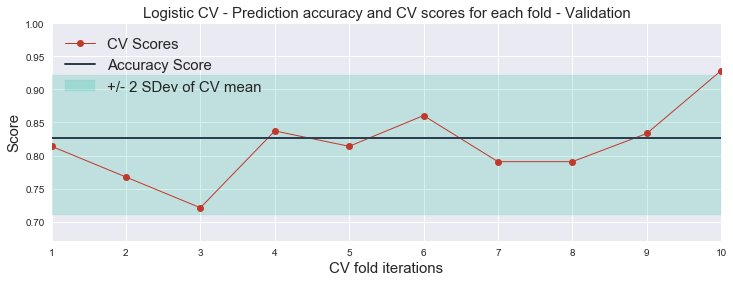 Logistic CV - Prediction accuracy and CV scores for each fold - Validation
1.00
0.95
0.90
0.85
0.80
0.75
0.70
Score
CV Scores
Accuracy Score
+/- 2 SDev of CV mean
1 2 3 4 5 6 7 8 9 10
CV fold iterations